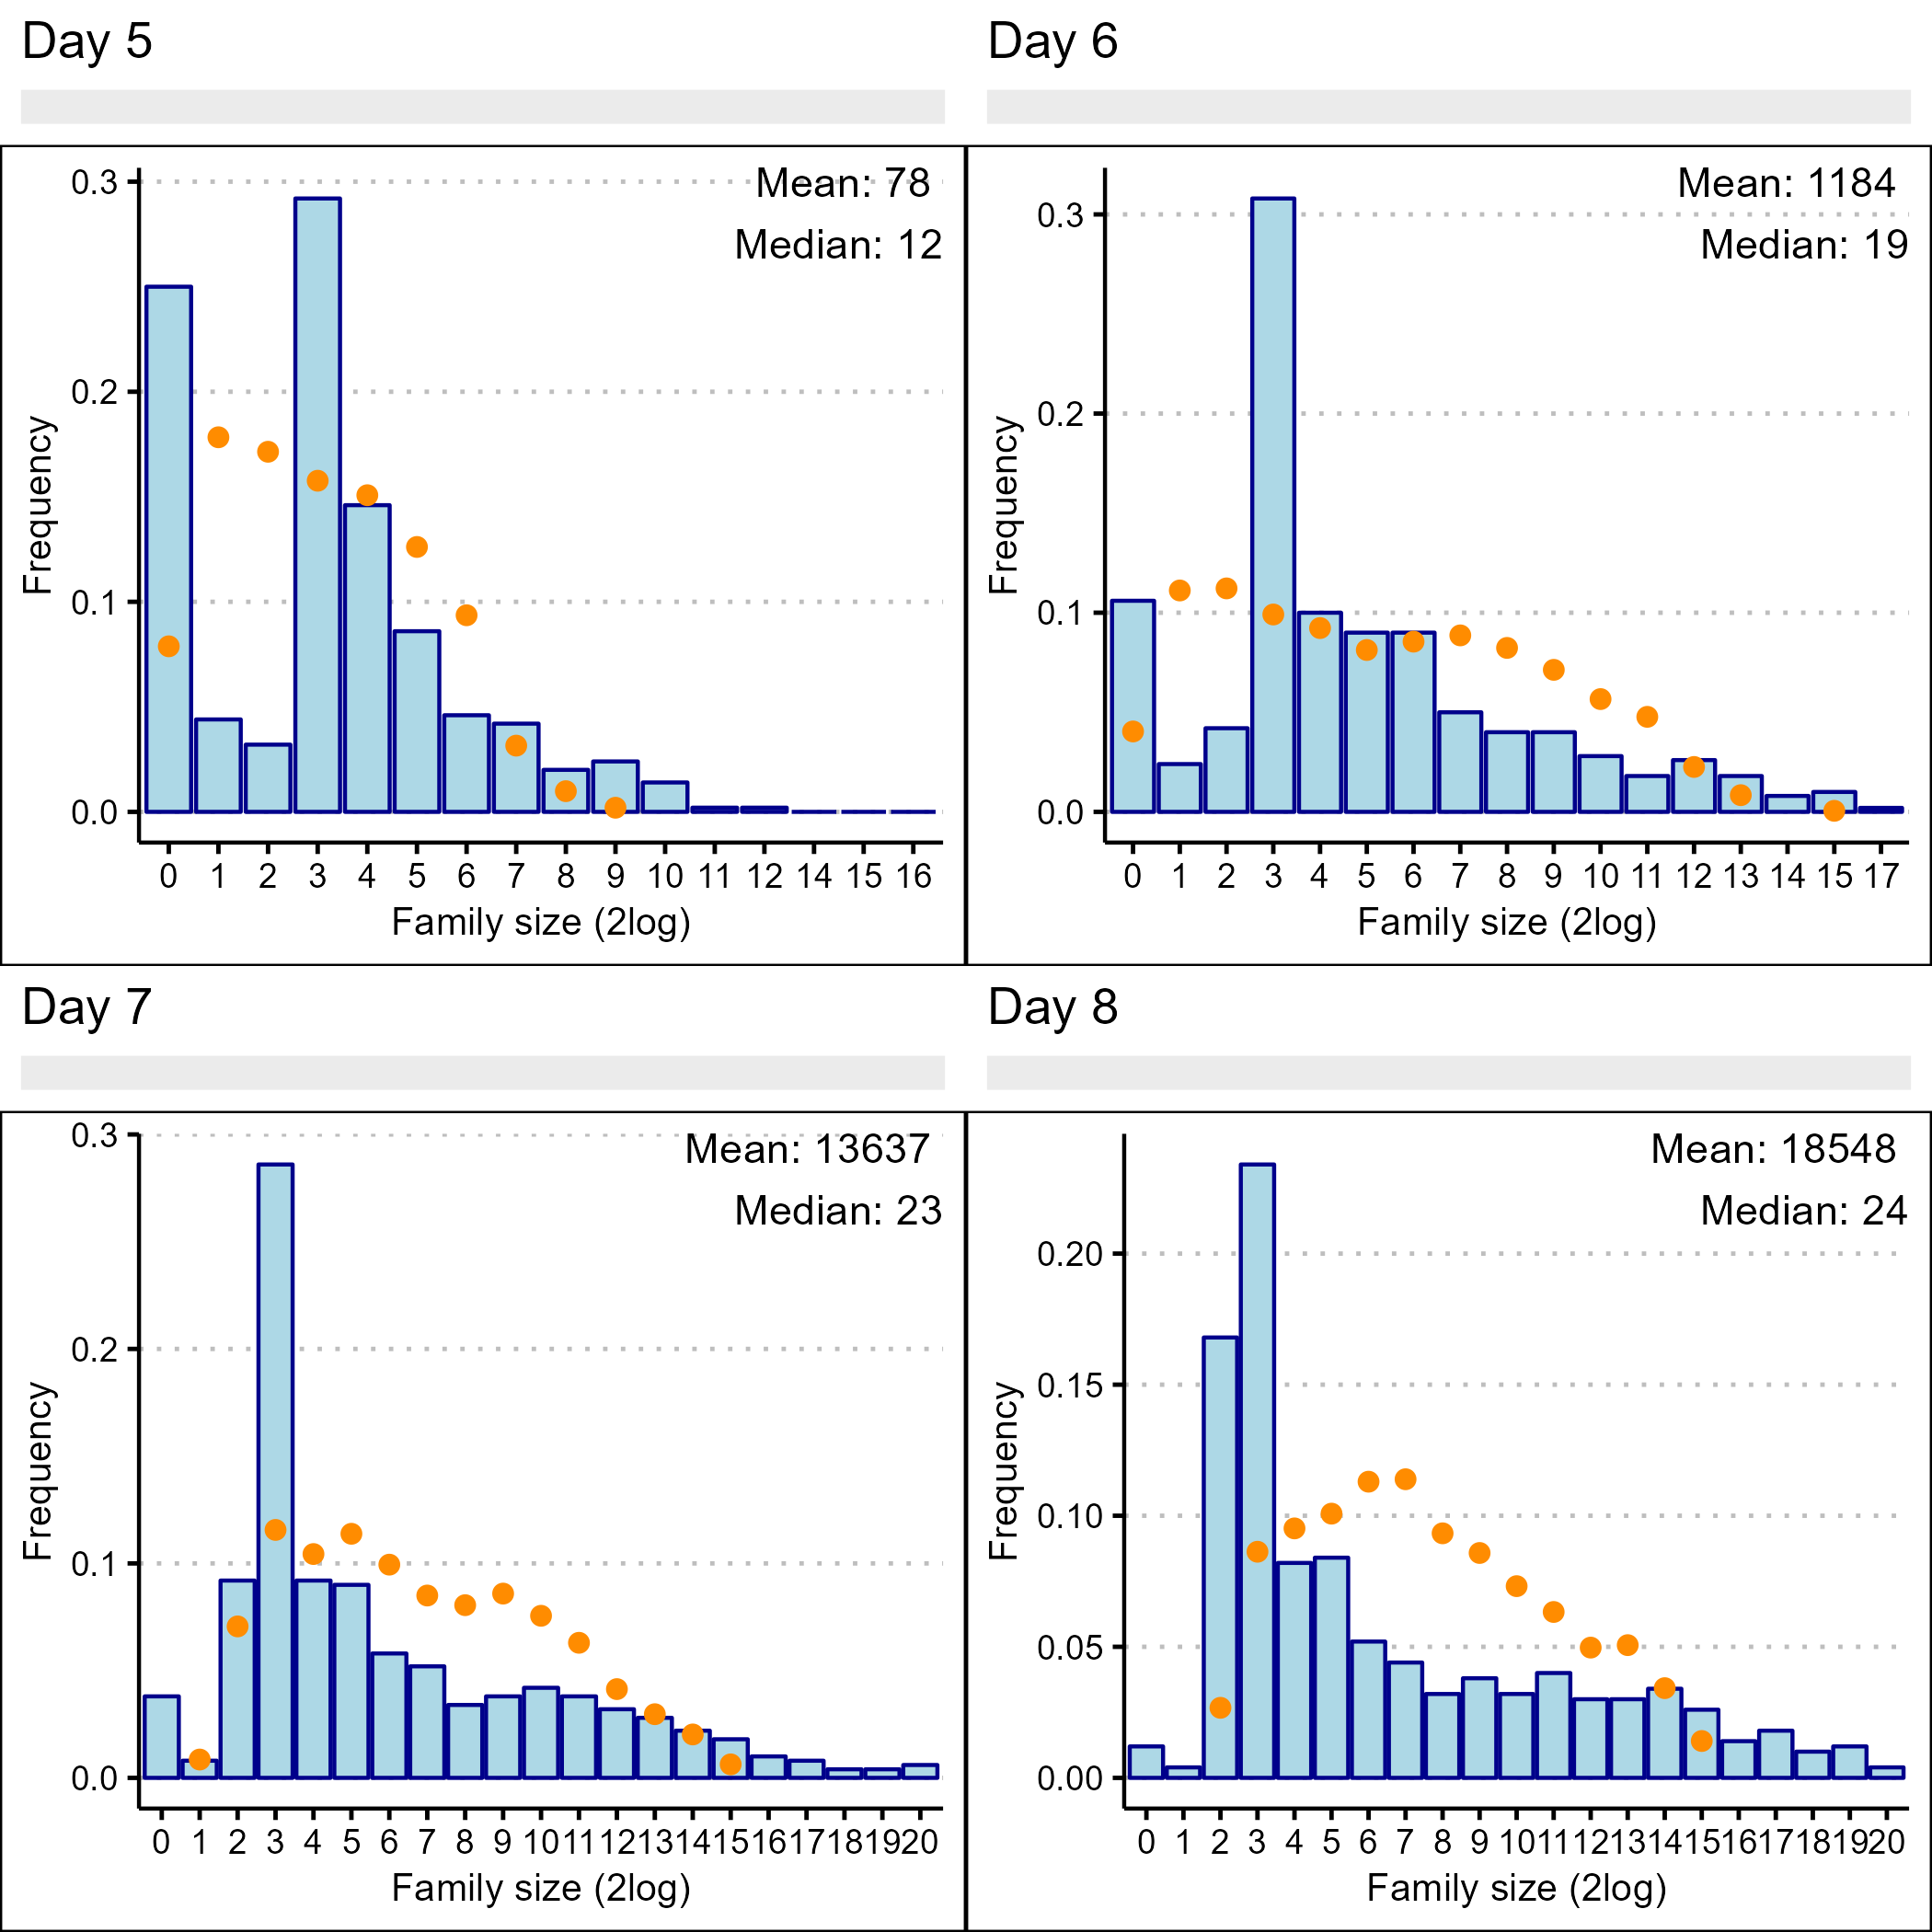 Day 5
Mean: 78
Median: 12
Frequency
0.3
0.2
0.1
0.0
0 1 2 3 4 5 6 7 8 9 10 11 12 14 15 16
Family size (2log)
Day 6
Mean: 1184
Median: 19
Frequency
0.3
0.2
0.1
0.0
0 1 2 3 4 5 6 7 8 9 10 11 12 13 14 15 17
Family size (2log)
Day 7
Mean: 13637
Median: 23
Frequency
0.3
0.2
0.1
0.0
0 1 2 3 4 5 6 7 8 9 10 11 12 13 14 15 16 17 18 19 20
Family size (2log)
Day 8
Mean: 18548
Median: 24
Frequency
0.20
0.15
0.10
0.05
0.00
0 1 2 3 4 5 6 7 8 9 10 11 12 13 14 15 16 17 18 19 20
Family size (2log)